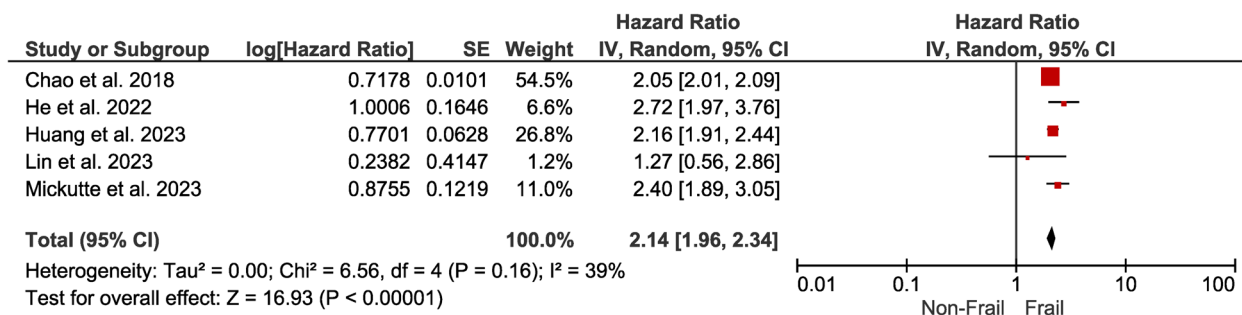 Hazard Ratio Hazard Ratio
Study or Subgroup log[Hazard Ratio] SE Weight IV, Random, 95% CI IV, Random, 95% CI
Chao et al. 2018 0.7178 0.0101 54.5% 2.05 [2.01, 2.09]
He et al. 2022 1.0006 0.1646 6.6% 2.72 [1.97, 3.76]
Huang et al. 2023 0.7701 0.0628 26.8% 2.16 [1.91, 2.44]
Lin et al. 2023 0.2382 0.4147 1.2% 1.27 [0.56, 2.86]
Mickutte et al. 2023 0.8755 0.1219 11.0% 2.40 [1.89, 3.05]
Total (95% CI) 100.0% 2.14 [1.96, 2.34]
Heterogeneity: Tau² = 0.00; Chi² = 6.56, df = 4 (P = 0.16); I² = 39%
Test for overall effect: Z = 16.93 (P < 0.00001)
0.01 0.1 1 10 100
Non-Frail Frail